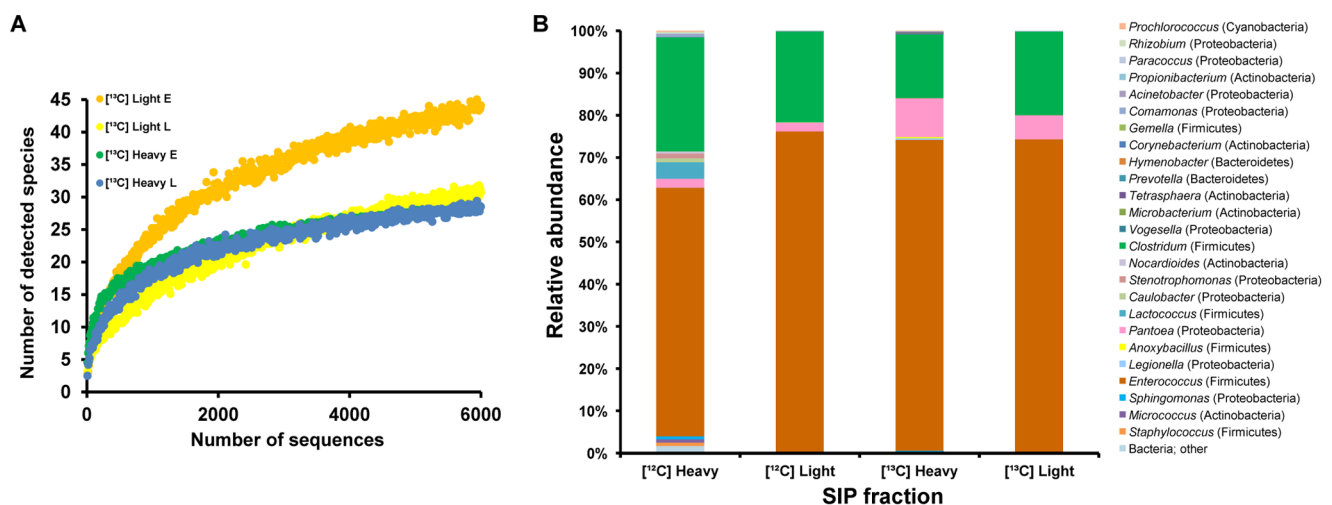 A
Number of detected species
45
40
35
30
25
20
15
10
5
0
[¹³C] Light E
[¹³C] Light L
[¹³C] Heavy E
[¹³C] Heavy L
0
2000
4000
6000
Number of sequences
B
Relative abundance
100%
90%
80%
70%
60%
50%
40%
30%
20%
10%
0%
[¹²C] Heavy
[¹²C] Light
[¹³C] Heavy
[¹³C] Light
SIP fraction
Prochlorococcus (Cyanobacteria)
Rhizobium (Proteobacteria)
Paracoccus (Proteobacteria)
Propionibacterium (Actinobacteria)
Acinetobacter (Proteobacteria)
Comamonas (Proteobacteria)
Gemella (Firmicutes)
Corynebacterium (Actinobacteria)
Hymenobacter (Bacteroidetes)
Prevotella (Bacteroidetes)
Tetrasphaera (Actinobacteria)
Microbacterium (Actinobacteria)
Vogesella (Proteobacteria)
Clostridum (Firmicutes)
Nocardioides (Actinobacteria)
Stenotrophomonas (Proteobacteria)
Caulobacter (Proteobacteria)
Lactococcus (Firmicutes)
Pantoea (Proteobacteria)
Anoxybacillus (Firmicutes)
Legionella (Proteobacteria)
Enterococcus (Firmicutes)
Sphingomonas (Proteobacteria)
Micrococcus (Actinobacteria)
Staphylococcus (Firmicutes)
Bacteria; other